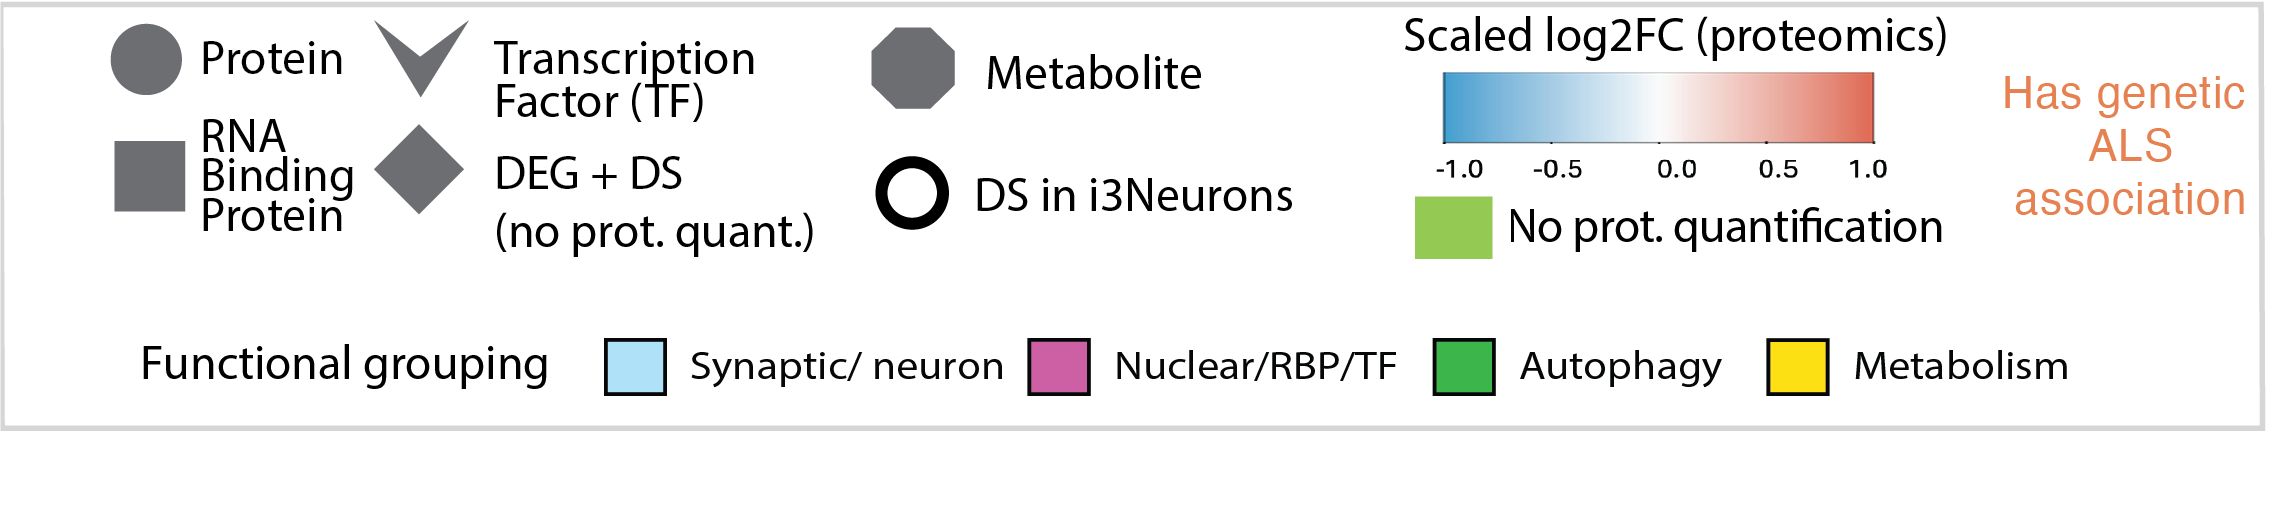 Protein
Transcription
Factor (TF)
Metabolite
RNA
Binding
Protein
DEG + DS
(no prot. quant.)
DS in i3Neurons
Scaled log2FC (proteomics)
-1.0 -0.5 0.0 0.5 1.0
No prot. quantification
Has genetic
ALS
association
Functional grouping
Synaptic/ neuron
Nuclear/RBP/TF
Autophagy
Metabolism